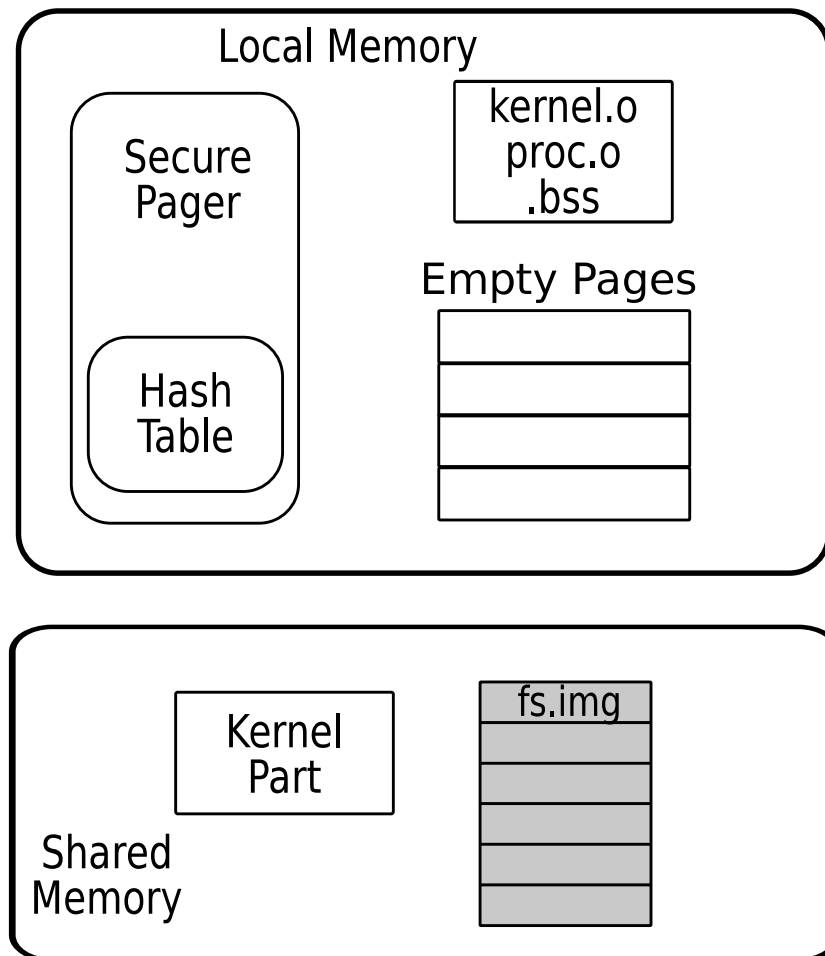 Local Memory
Secure
Pager
Hash
Table
kernel.o
proc.o
.bss
Empty Pages
Kernel
Part
fs.img
Shared
Memory